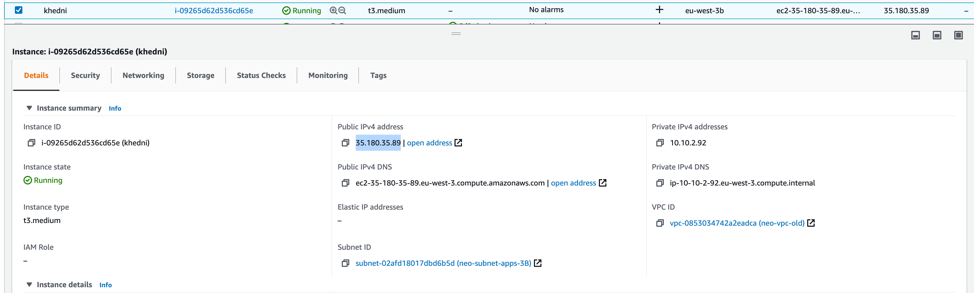 khedni i-09265d62d536cd65e Running t3.medium – No alarms + eu-west-3b ec2-35-180-35-89.eu-... 35.180.35.89 –
Instance: i-09265d62d536cd65e (khedni)
Details Security Networking Storage Status Checks Monitoring Tags
▼ Instance summary Info
Instance ID
i-09265d62d536cd65e (khedni)
Public IPv4 address
35.180.35.89 | open address
Private IPv4 addresses
10.10.2.92
Instance state
Running
Public IPv4 DNS
ec2-35-180-35-89.eu-west-3.compute.amazonaws.com | open address
Private IPv4 DNS
ip-10-10-2-92.eu-west-3.compute.internal
Instance type
t3.medium
Elastic IP addresses
–
VPC ID
vpc-0853034742a2eadca (neo-vpc-old)
IAM Role
–
Subnet ID
subnet-02afd18017dbd6b5d (neo-subnet-apps-3B)
▼ Instance details Info